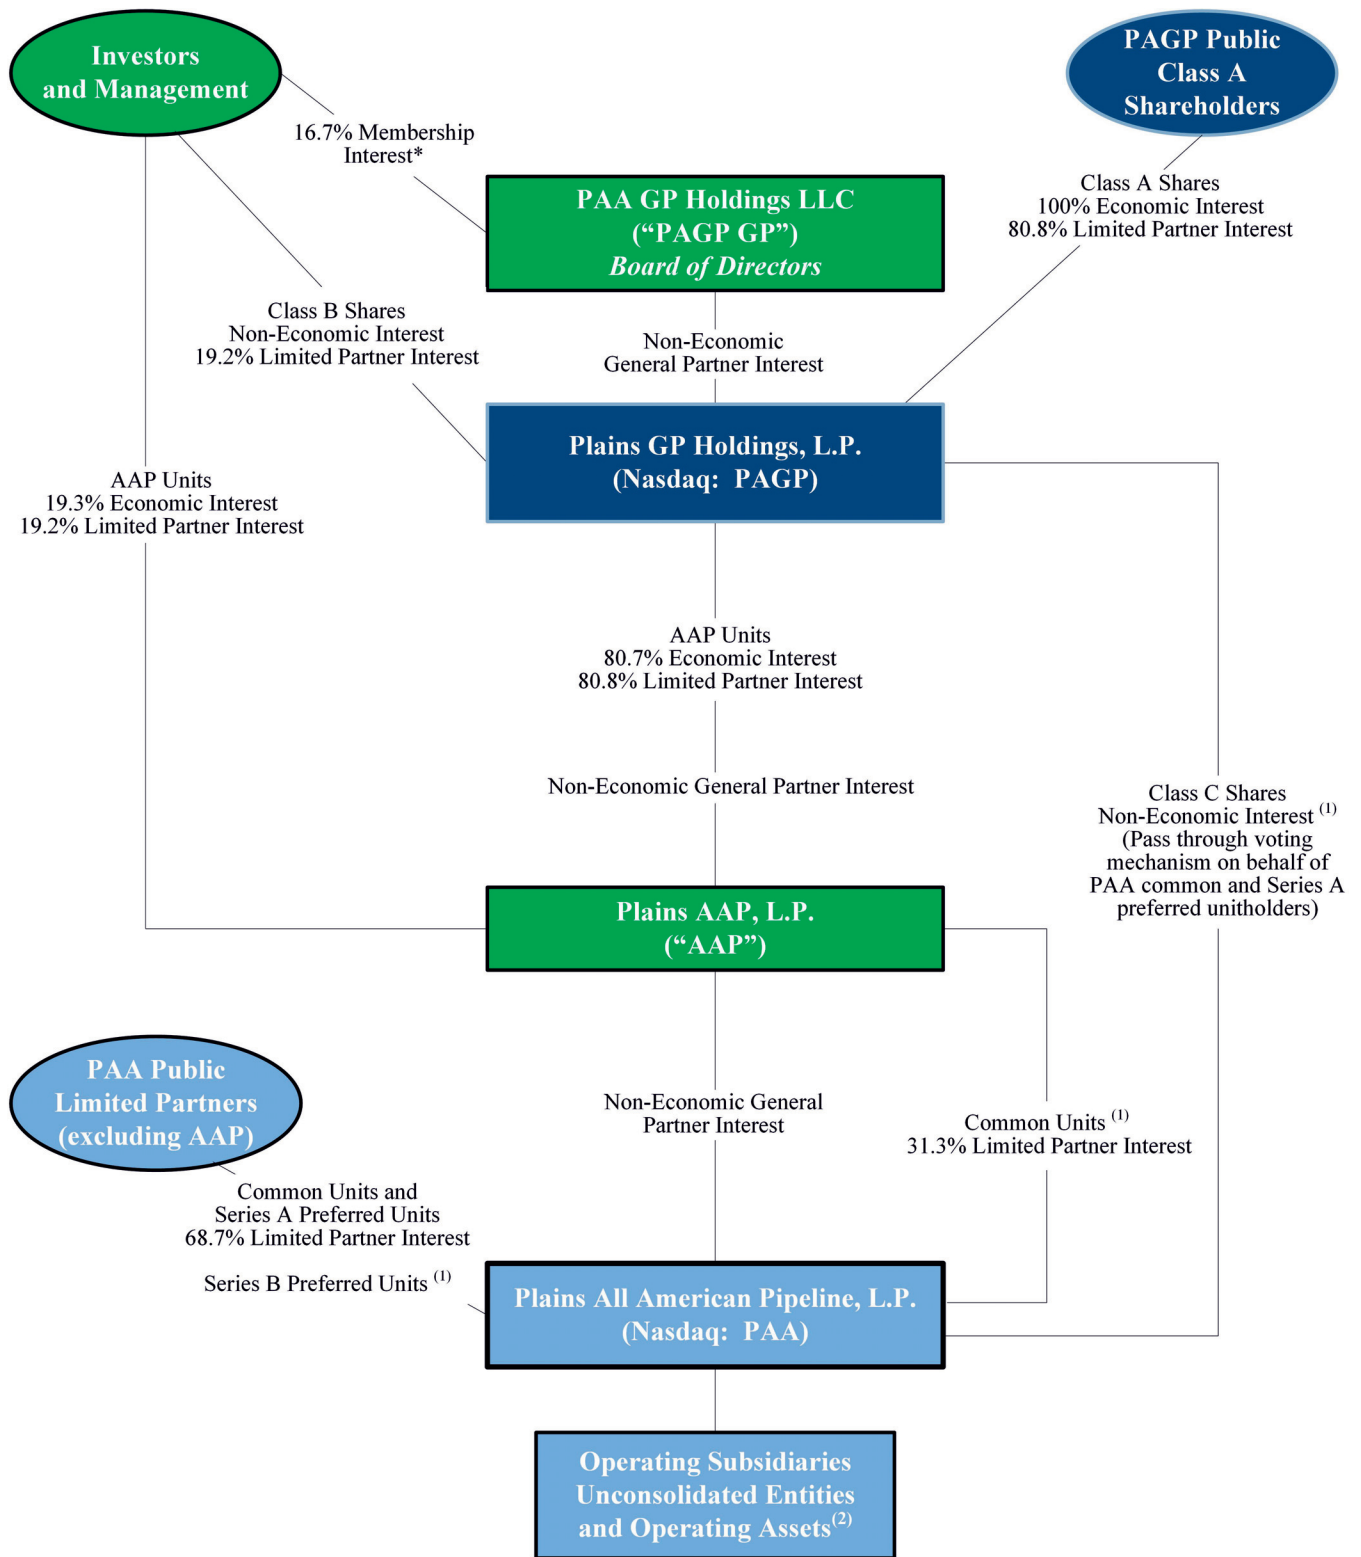 Investors
and Management
PAGP Public
Class A
Shareholders
16.7% Membership
Interest*
PAA GP Holdings LLC
(“PAGP GP”)
Board of Directors
Class A Shares
100% Economic Interest
80.8% Limited Partner Interest
Class B Shares
Non-Economic Interest
19.2% Limited Partner Interest
Non-Economic
General Partner Interest
Plains GP Holdings, L.P.
(Nasdaq:  PAGP)
AAP Units
19.3% Economic Interest
19.2% Limited Partner Interest
AAP Units
80.7% Economic Interest
80.8% Limited Partner Interest
Non-Economic General Partner Interest
Class C Shares
Non-Economic Interest (1)
(Pass through voting
mechanism on behalf of
PAA common and Series A
preferred unitholders)
Plains AAP, L.P.
(“AAP”)
PAA Public
Limited Partners
(excluding AAP)
Non-Economic General
Partner Interest
Common Units (1)
31.3% Limited Partner Interest
Common Units and
Series A Preferred Units
68.7% Limited Partner Interest
Series B Preferred Units (1)
Plains All American Pipeline, L.P.
(Nasdaq:  PAA)
Operating Subsidiaries
Unconsolidated Entities
and Operating Assets(2)